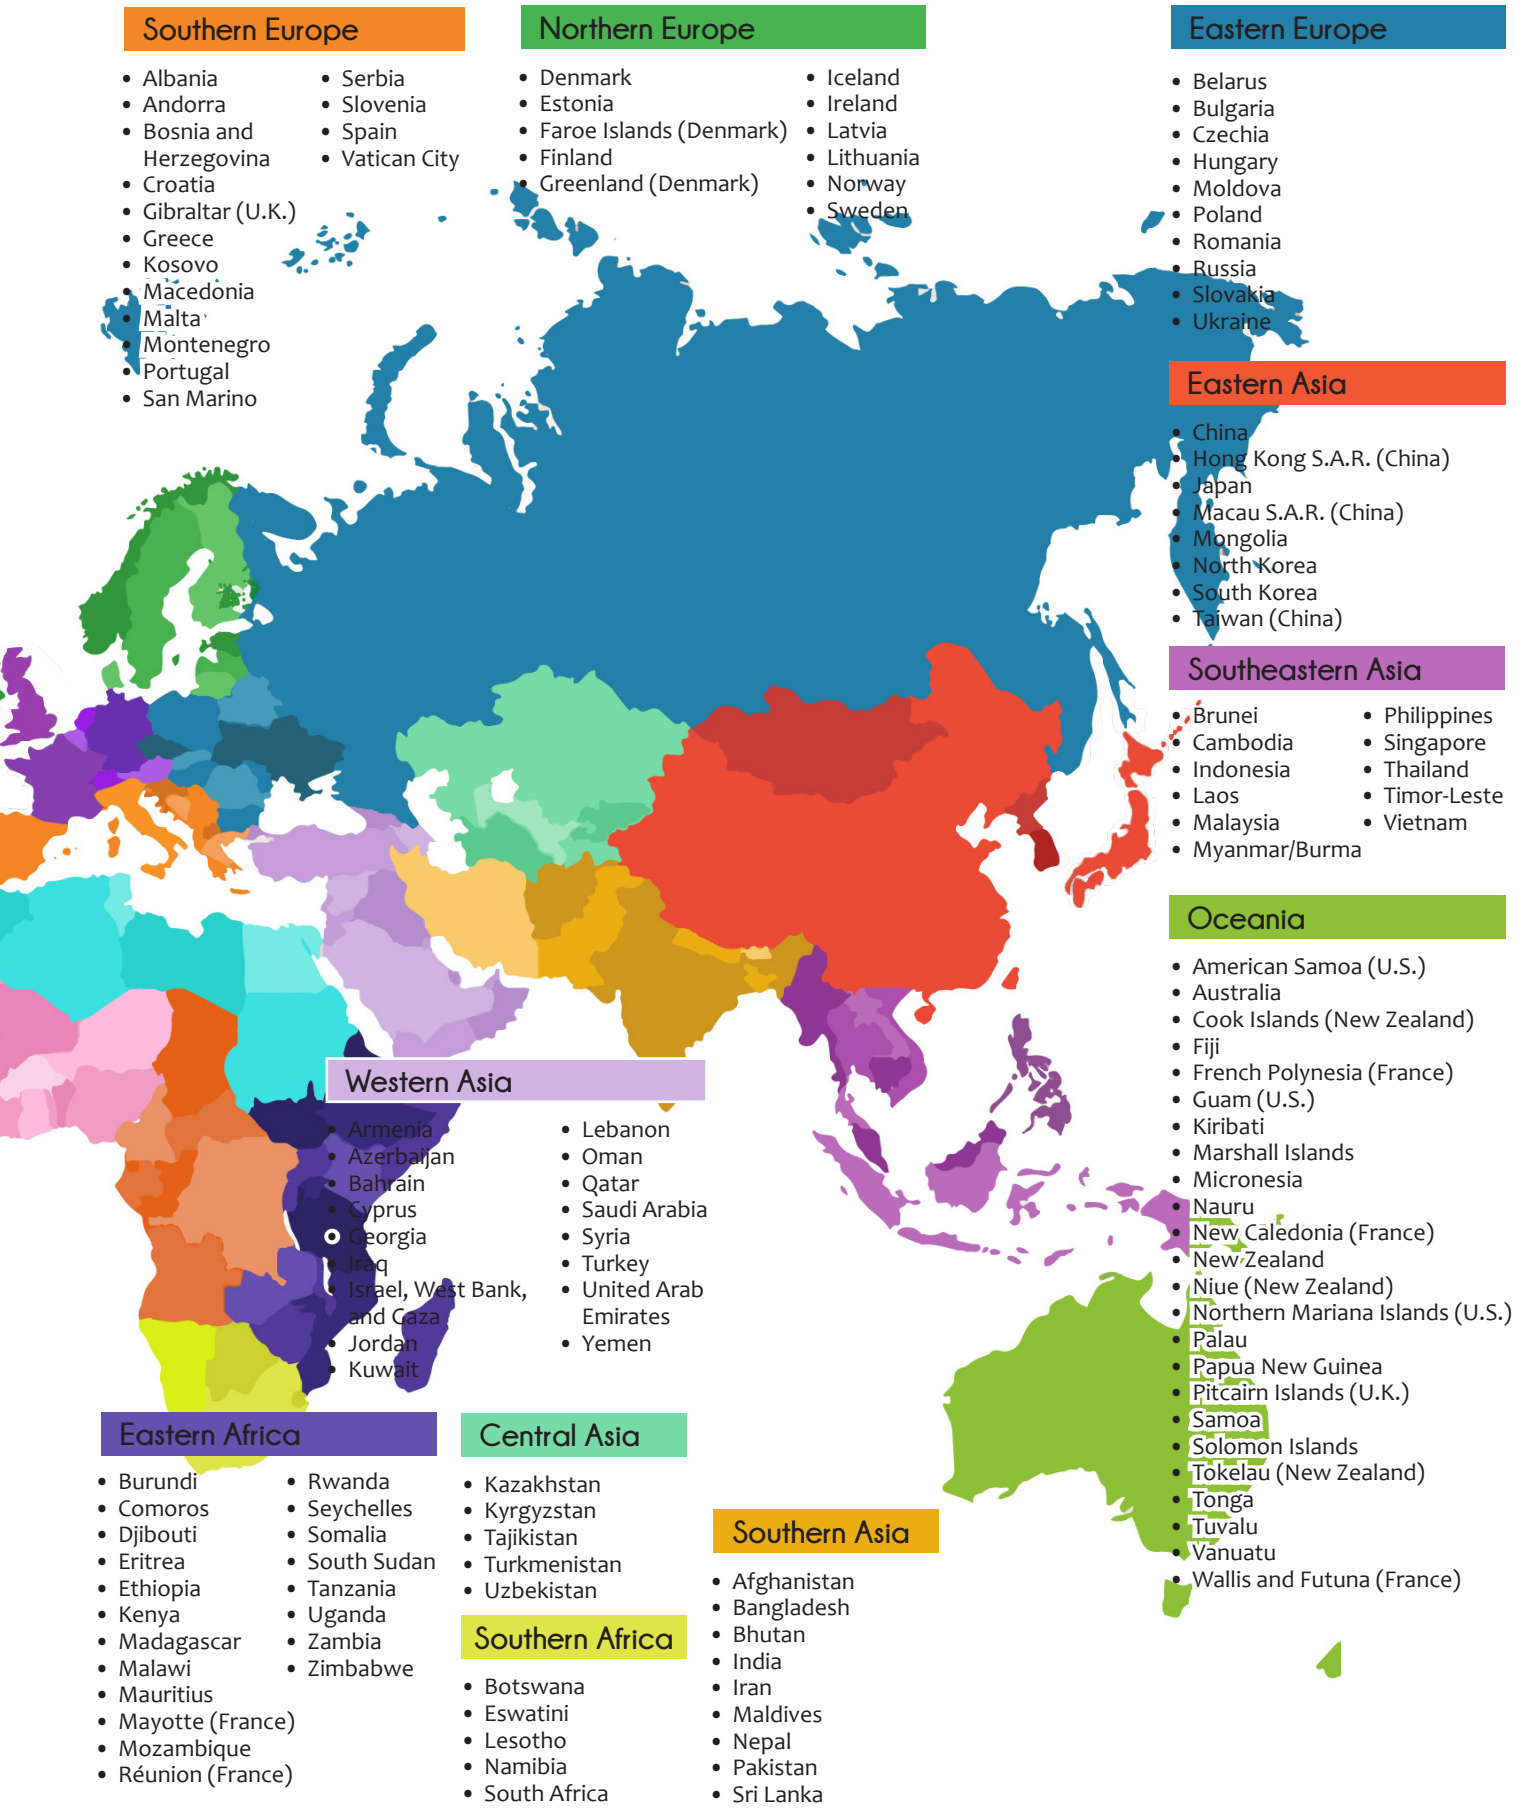 Southern Europe
Albania
Andorra
Bosnia and
Herzegovina
Croatia
Gibraltar (U.K.)
Greece
Kosovo
Macedonia
Malta
Montenegro
Portugal
San Marino
Serbia
Slovenia
Spain
Vatican City
Northern Europe
Denmark
Estonia
Faroe Islands (Denmark)
Finland
Greenland (Denmark)
Iceland
Ireland
Latvia
Lithuania
Norway
Sweden
Eastern Europe
Belarus
Bulgaria
Czechia
Hungary
Moldova
Poland
Romania
Russia
Slovakia
Ukraine
Eastern Asia
China
Hong Kong S.A.R. (China)
Japan
Macau S.A.R. (China)
Mongolia
North Korea
South Korea
Taiwan (China)
Southeastern Asia
Brunei
Cambodia
Indonesia
Laos
Malaysia
Myanmar/Burma
Philippines
Singapore
Thailand
Timor-Leste
Vietnam
Oceania
American Samoa (U.S.)
Australia
Cook Islands (New Zealand)
Fiji
French Polynesia (France)
Guam (U.S.)
Kiribati
Marshall Islands
Micronesia
Nauru
New Caledonia (France)
New Zealand
Niue (New Zealand)
Northern Mariana Islands (U.S.)
Palau
Papua New Guinea
Pitcairn Islands (U.K.)
Samoa
Solomon Islands
Tokelau (New Zealand)
Tonga
Tuvalu
Vanuatu
Wallis and Futuna (France)
Western Asia
Armenia
Azerbaijan
Bahrain
Cyprus
Georgia
Iraq
Israel, West Bank,
and Gaza
Jordan
Kuwait
Lebanon
Oman
Qatar
Saudi Arabia
Syria
Turkey
United Arab
Emirates
Yemen
Eastern Africa
Burundi
Comoros
Djibouti
Eritrea
Ethiopia
Kenya
Madagascar
Malawi
Mauritius
Mayotte (France)
Mozambique
Réunion (France)
Rwanda
Seychelles
Somalia
South Sudan
Tanzania
Uganda
Zambia
Zimbabwe
Central Asia
Kazakhstan
Kyrgyzstan
Tajikistan
Turkmenistan
Uzbekistan
Southern Africa
Botswana
Eswatini
Lesotho
Namibia
South Africa
Southern Asia
Afghanistan
Bangladesh
Bhutan
India
Iran
Maldives
Nepal
Pakistan
Sri Lanka